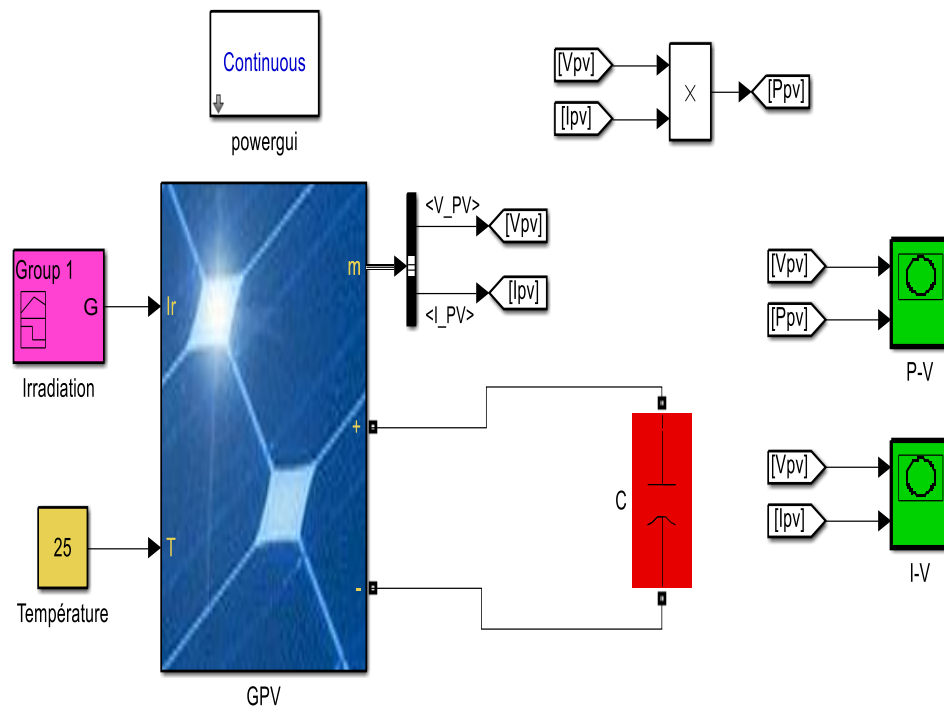 Continuous
powergui
[Vpv]
[Ipv]
×
[Ppv]
Group 1
G
Irradiation
Ir
m
<V_PV>
[Vpv]
[Ipv]
<I_PV>
+
-
25
T
Température
GPV
C
[Vpv]
[Ppv]
P-V
[Vpv]
[Ipv]
I-V